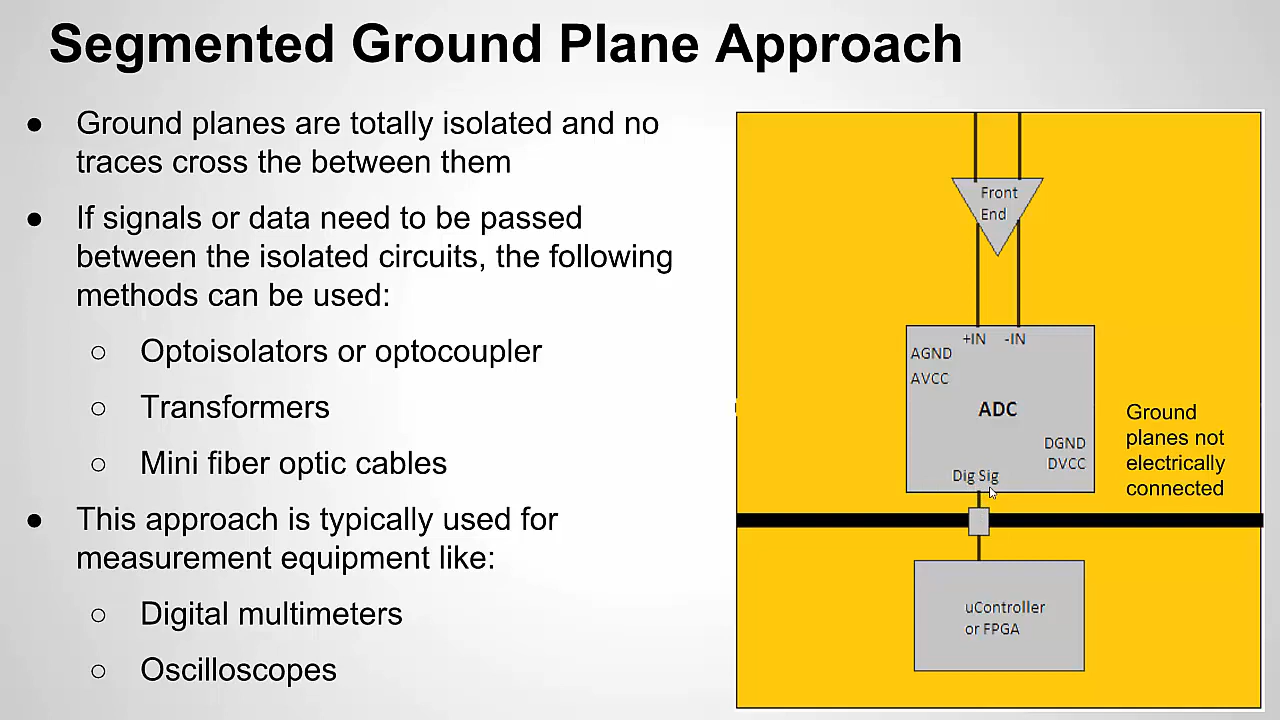 Segmented Ground Plane Approach
● Ground planes are totally isolated and no
traces cross the between them
● If signals or data need to be passed
between the isolated circuits, the following
methods can be used:
○ Optoisolators or optocoupler
○ Transformers
○ Mini fiber optic cables
● This approach is typically used for
measurement equipment like:
○ Digital multimeters
○ Oscilloscopes
Front
End
+IN -IN
AGND
AVCC
ADC
DGND
DVCC
Dig Sig
Ground
planes not
electrically
connected
uController
or FPGA